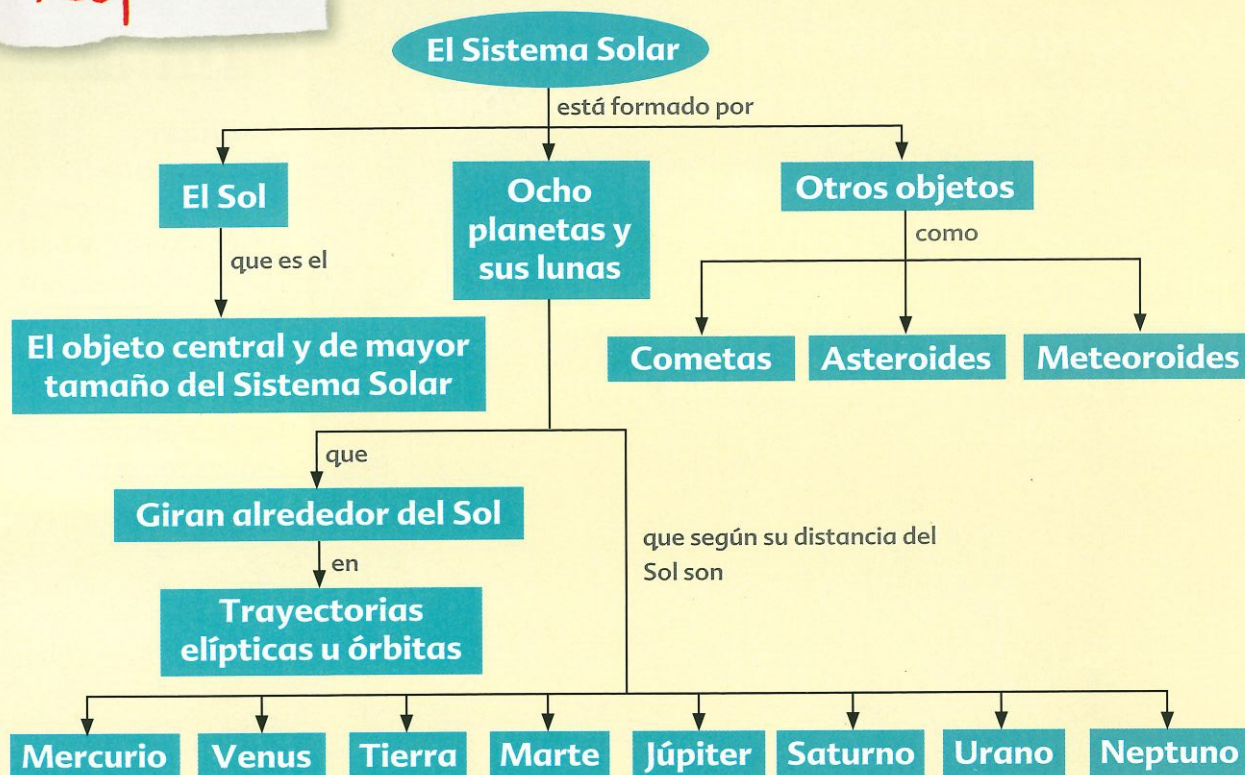 El Sistema Solar
está formado por
El Sol
Ocho
planetas y
sus lunas
Otros objetos
que es el
como
El objeto central y de mayor
tamaño del Sistema Solar
Cometas
Asteroides
Meteoroides
que
Giran alrededor del Sol
en
Trayectorias
elípticas u órbitas
que según su distancia del
Sol son
Mercurio
Venus
Tierra
Marte
Júpiter
Saturno
Urano
Neptuno